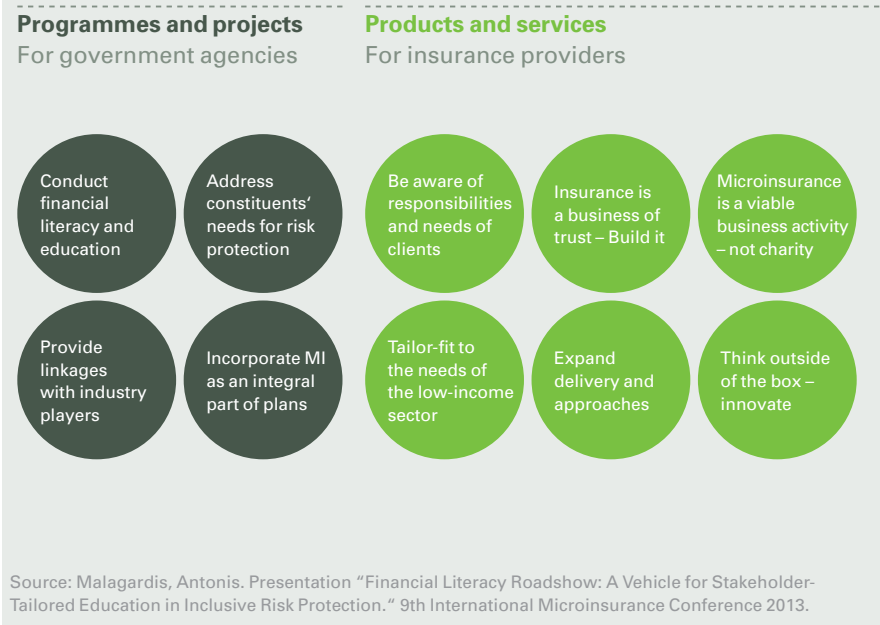 Programmes and projects
For government agencies
Products and services
For insurance providers
Conduct
financial
literacy and
education
Address
constituents‘
needs for risk
protection
Be aware of
responsibilities
and needs of
clients
Insurance is
a business of
trust – Build it
Microinsurance
is a viable
business activity
– not charity
Provide
linkages
with industry
players
Incorporate MI
as an integral
part of plans
Tailor-fit to
the needs of
the low-income
sector
Expand
delivery and
approaches
Think outside
of the box –
innovate
Source: Malagardis, Antonis. Presentation “Financial Literacy Roadshow: A Vehicle for Stakeholder-
Tailored Education in Inclusive Risk Protection.“ 9th International Microinsurance Conference 2013.